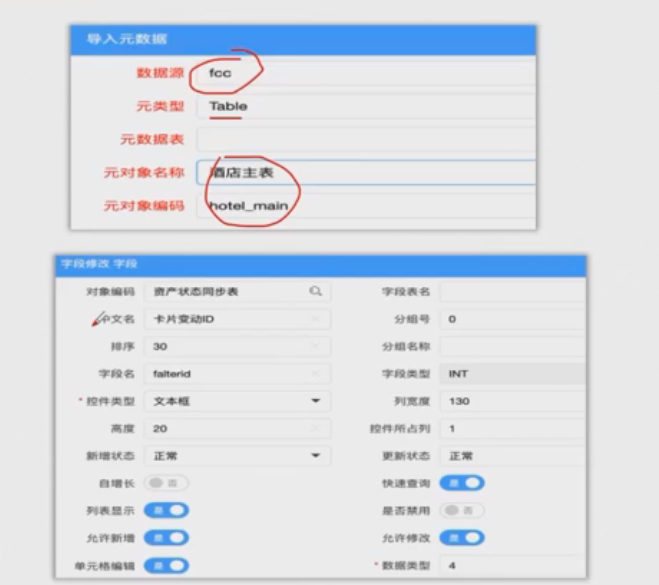 导入元数据
数据源 fcc
元类型 Table
元数据表
元对象名称 酒店主表
元对象编码 hotel_main
字段修改 字段
对象编码 资产状态同步表 字段表名
中文名 卡片变动ID 分组号 0
排序 30 分组名称
字段名 falterid 字段类型 INT
* 控件类型 文本框 列宽度 130
高度 20 控件所占列 1
新增状态 正常 更新状态 正常
自增长 否 快速查询 是
列表显示 是 是否禁用 否
允许新增 是 允许修改 是
单元格编辑 是 * 数据类型 4